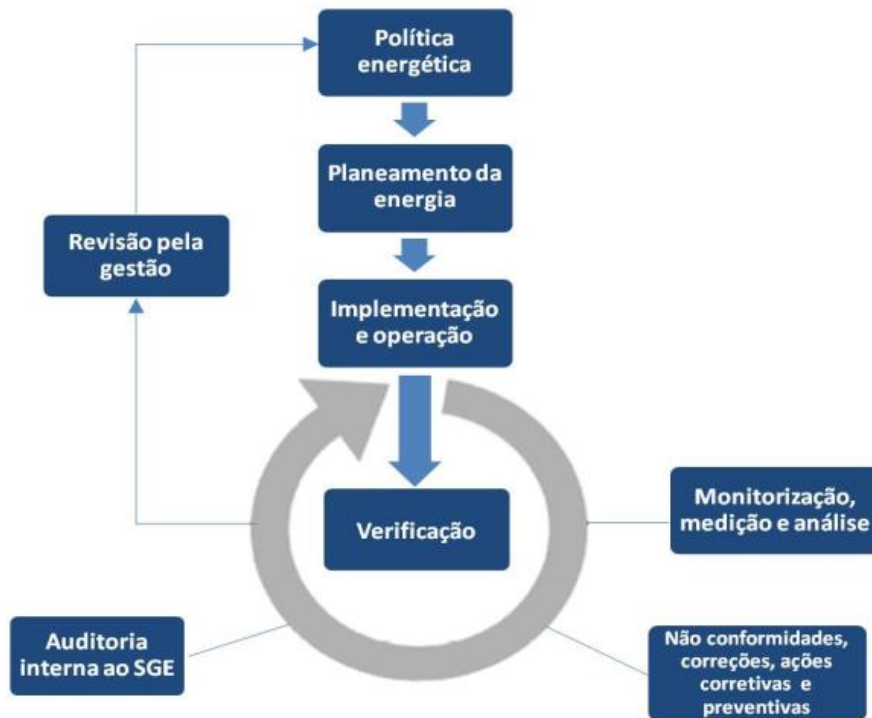 Política
energética
Planeamento da
energia
Revisão pela
gestão
Implementação
e operação
Verificação
Monitorização,
medição e análise
Auditoria
interna ao SGE
Não conformidades,
correções, ações
corretivas e
preventivas